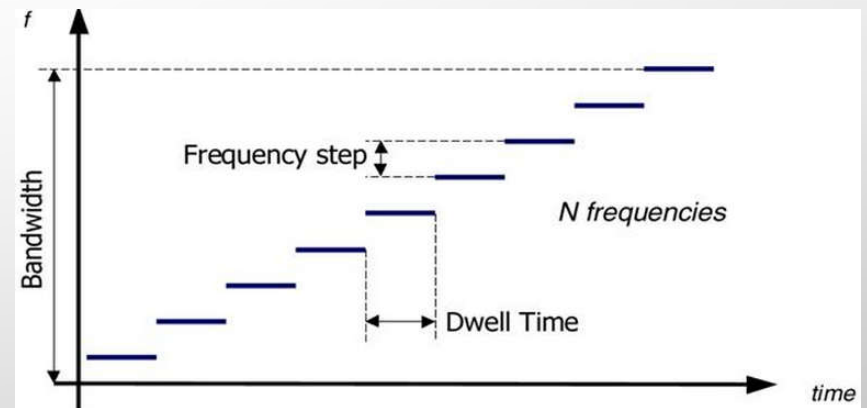 f
Frequency step
Bandwidth
N frequencies
Dwell Time
time